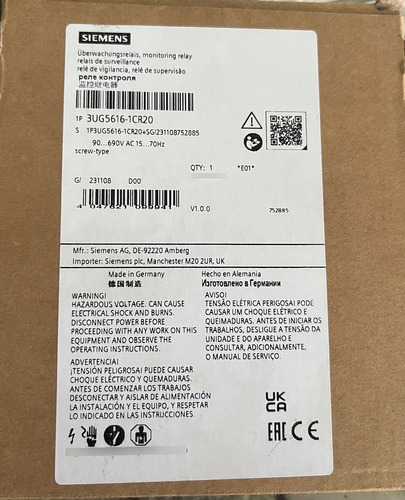 SIEMENS
Überwachungsrelais, monitoring relay
relais de surveillance
relé de vigilancia, relé de supervisão
реле контроля
监控继电器
1P 3UG5616-1CR20
S 1P3UG5616-1CR20+SG/231108752885
90...690V AC 15...70Hz
screw-type
QTY: 1 *E01*
G/ 231108 D00
V1.0.0
752885
Mfr.: Siemens AG, DE-92220 Amberg
Importer: Siemens plc, Manchester M20 2UR, UK
Made in Germany
德国制造
Hecho en Alemania
Изготовлено в Германии
WARNING!
HAZARDOUS VOLTAGE. CAN CAUSE
ELECTRICAL SHOCK AND BURNS.
DISCONNECT POWER BEFORE
PROCEEDING WITH ANY WORK ON THIS
EQUIPMENT AND OBSERVE THE
OPERATING INSTRUCTIONS.
ADVERTENCIA!
¡TENSIÓN PELIGROSA! PUEDE CAUSAR
CHOQUE ELÉCTRICO Y QUEMADURAS.
ANTES DE COMENZAR LOS TRABAJOS
DESCONECTAR Y AISLAR DE ALIMENTACIÓN
LA INSTALACIÓN Y EL EQUIPO, Y RESPETAR
LO INDICADO EN LAS INSTRUCCIONES.
AVISO!
TENSÃO ELÉTRICA PERIGOSA! PODE
CAUSAR UM CHOQUE ELÉTRICO E
QUEIMADURAS. ANTES DE INICIAR OS
TRABALHOS, DESLIGUE A TENSÃO DA
UNIDADE E DO APARELHO E
CONSULTAR, ADICIONALMENTE,
O MANUAL DE SERVIÇO.
UK
CA
EAC CE